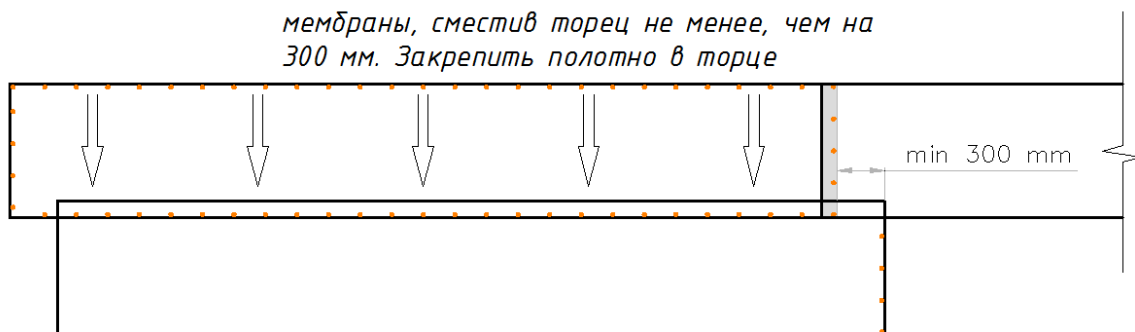 мембраны, сместив торец не менее, чем на
300 мм. Закрепить полотно в торце
min 300 mm